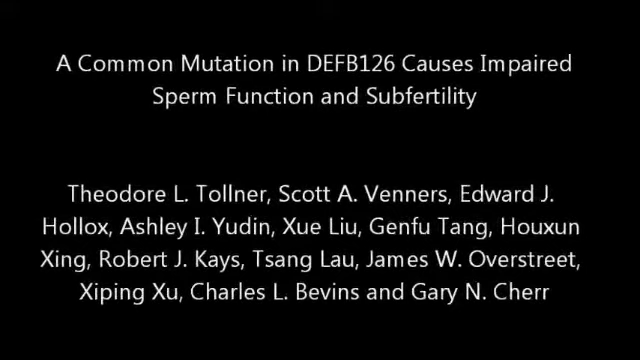 A Common Mutation in DEFB126 Causes Impaired
Sperm Function and Subfertility
Theodore L. Tollner, Scott A. Venners, Edward J.
Hollox, Ashley I. Yudin, Xue Liu, Genfu Tang, Houxun
Xing, Robert J. Kays, Tsang Lau, James W. Overstreet,
Xiping Xu, Charles L. Bevins and Gary N. Cherr